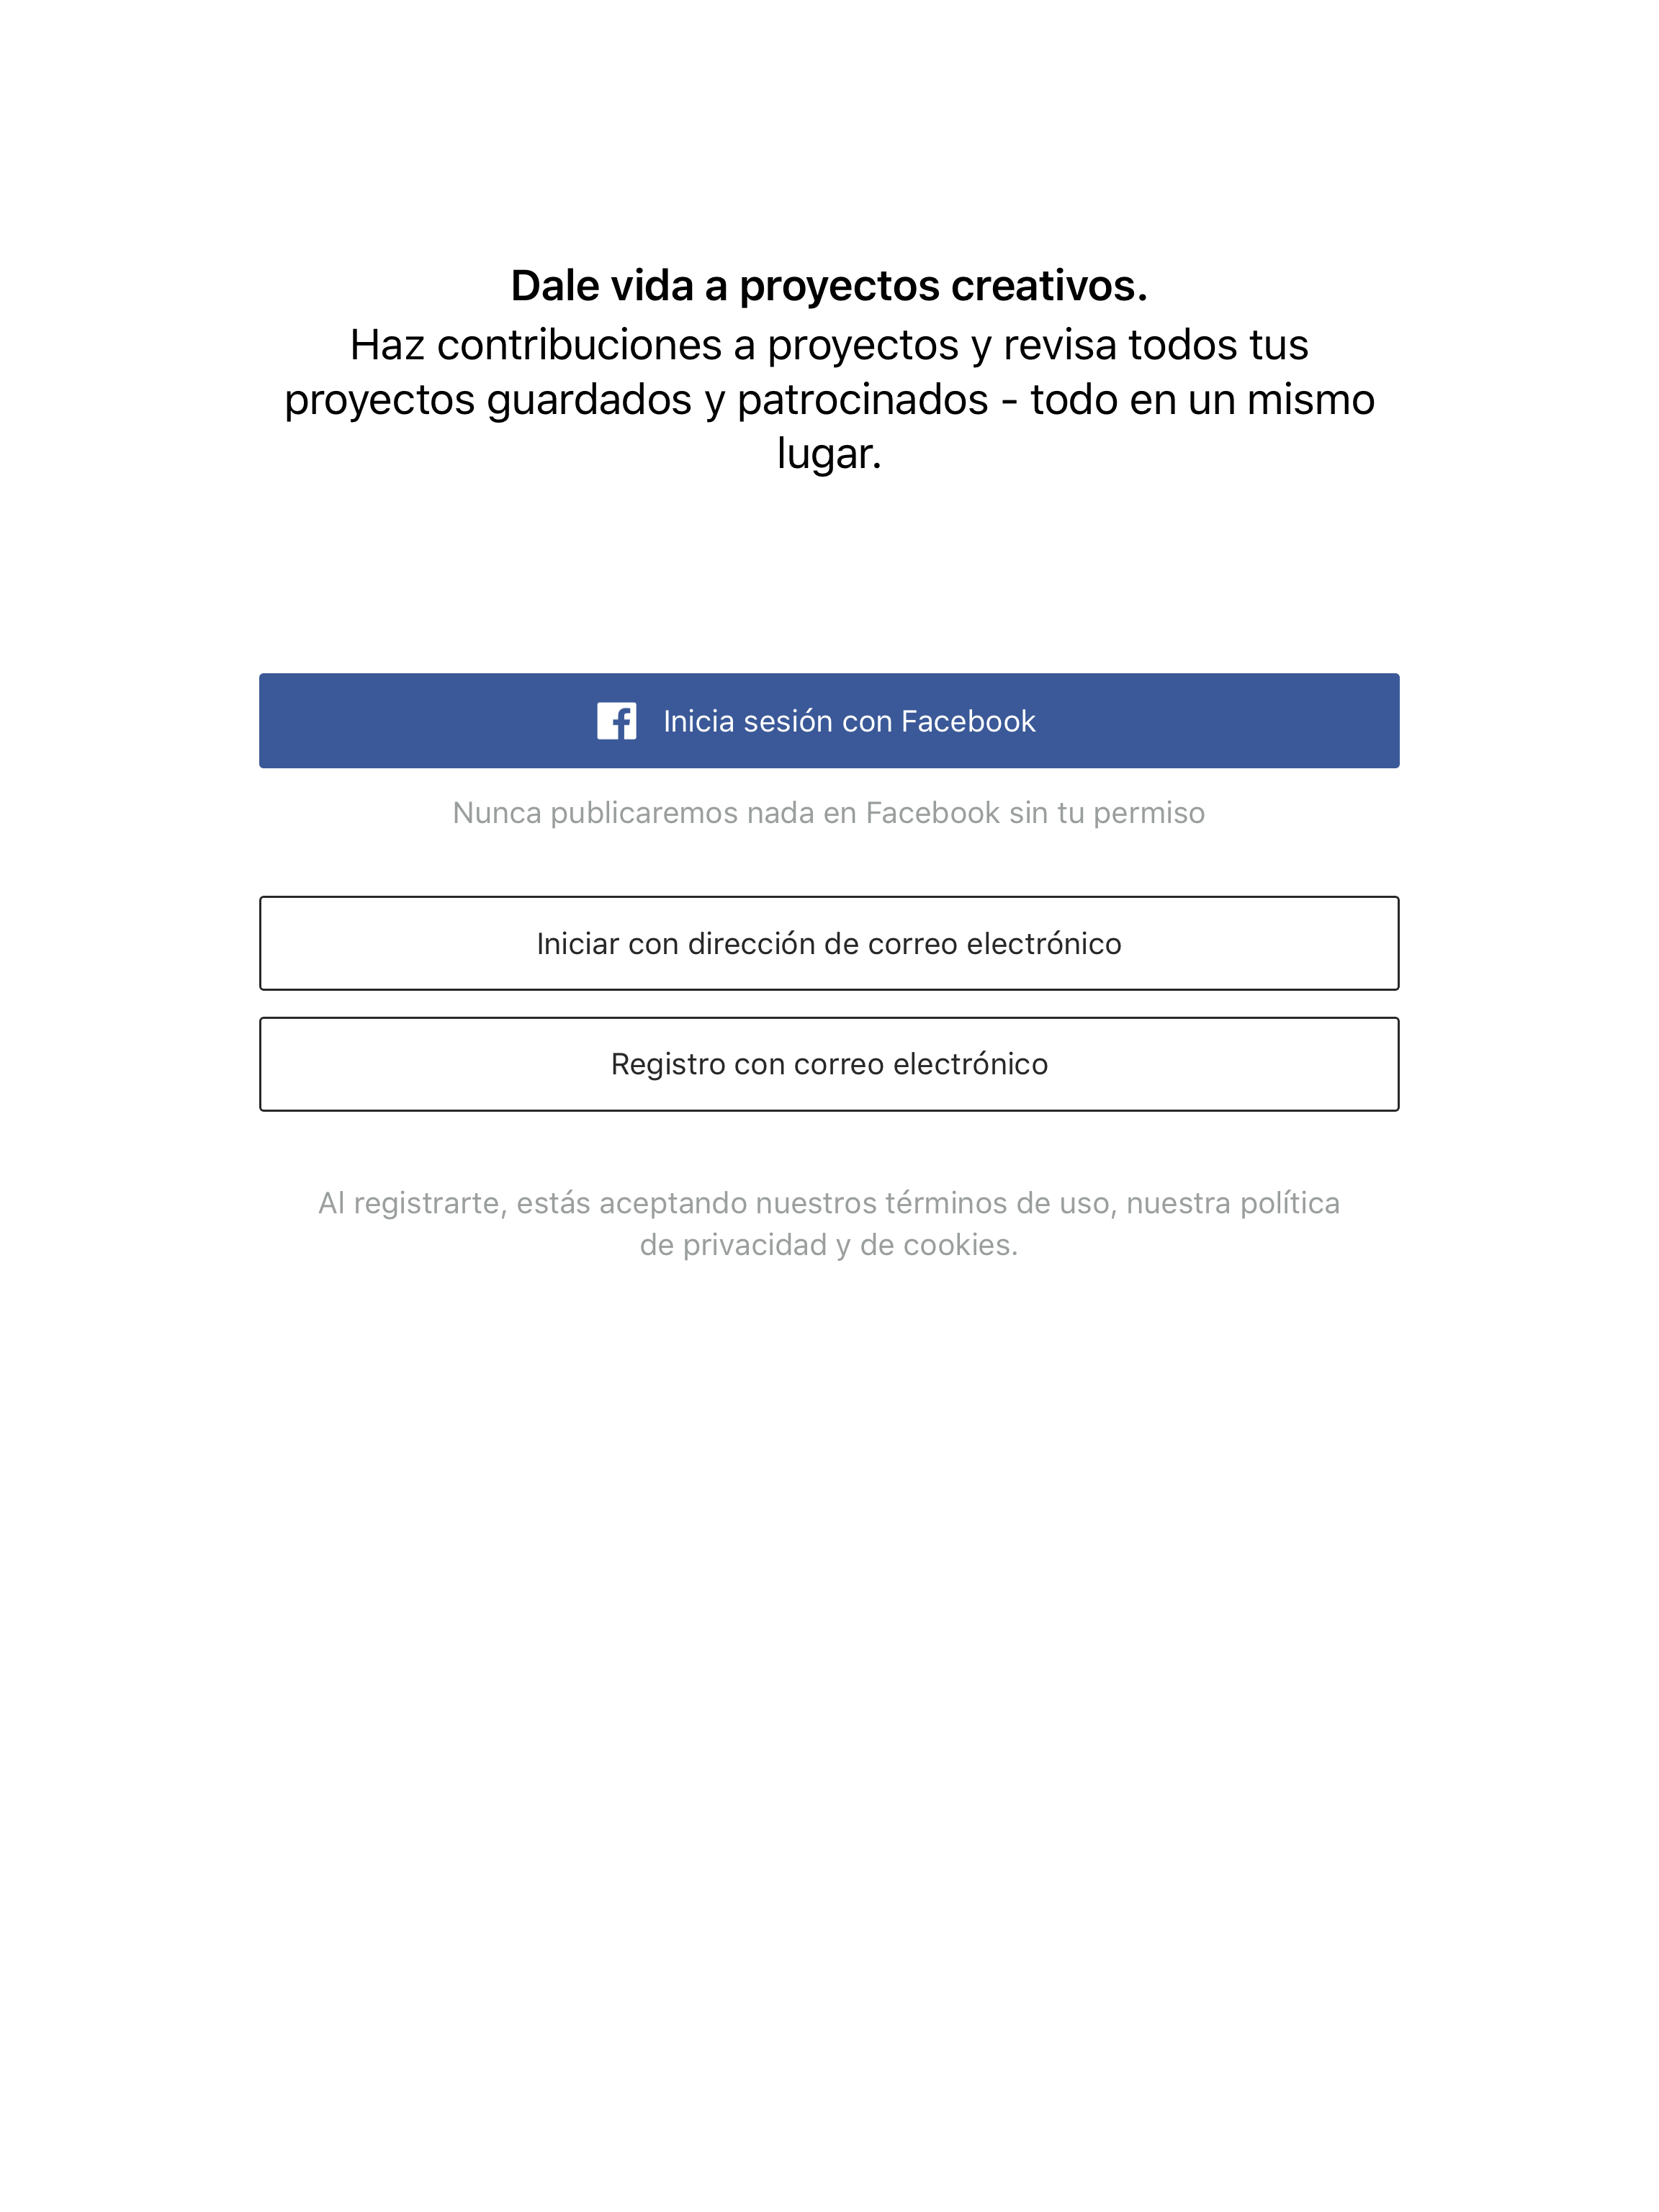 Dale vida a proyectos creativos.
Haz contribuciones a proyectos y revisa todos tus
proyectos guardados y patrocinados - todo en un mismo
lugar.
Inicia sesión con Facebook
Nunca publicaremos nada en Facebook sin tu permiso
Iniciar con dirección de correo electrónico
Registro con correo electrónico
Al registrarte, estás aceptando nuestros términos de uso, nuestra política
de privacidad y de cookies.